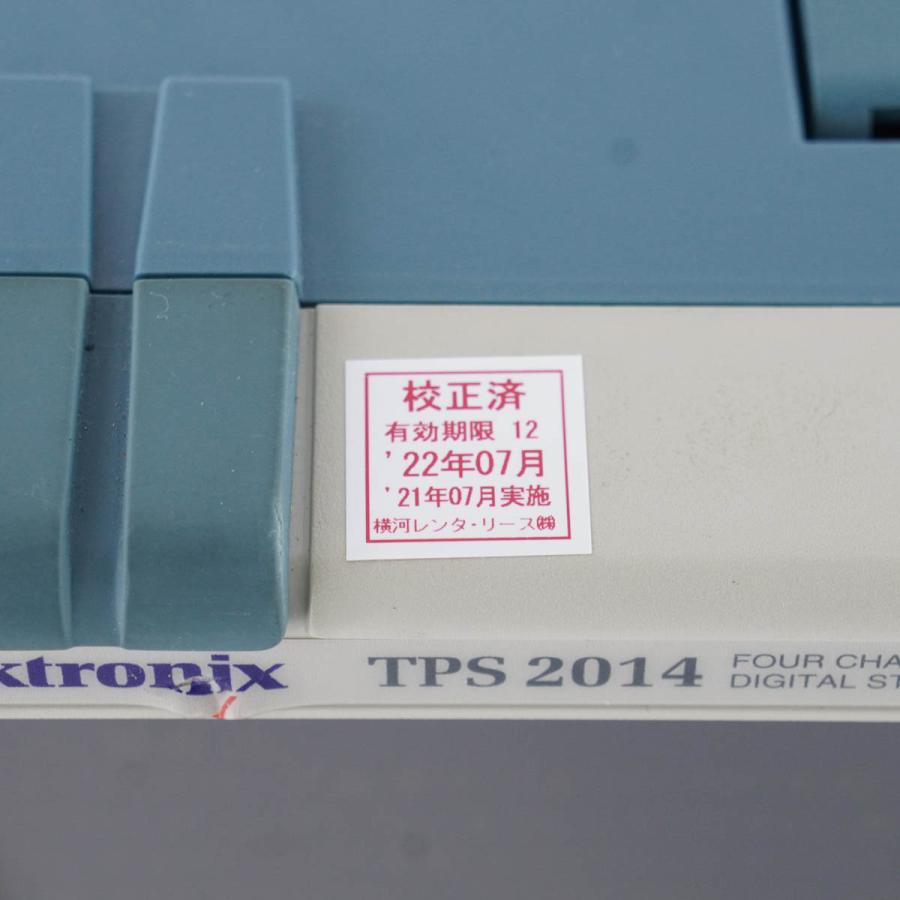 校正済
有効期限 12
'22年07月
'21年07月実施
横河レンタ・リース㈱
ktronix
TPS 2014
FOUR CHA
DIGITAL ST